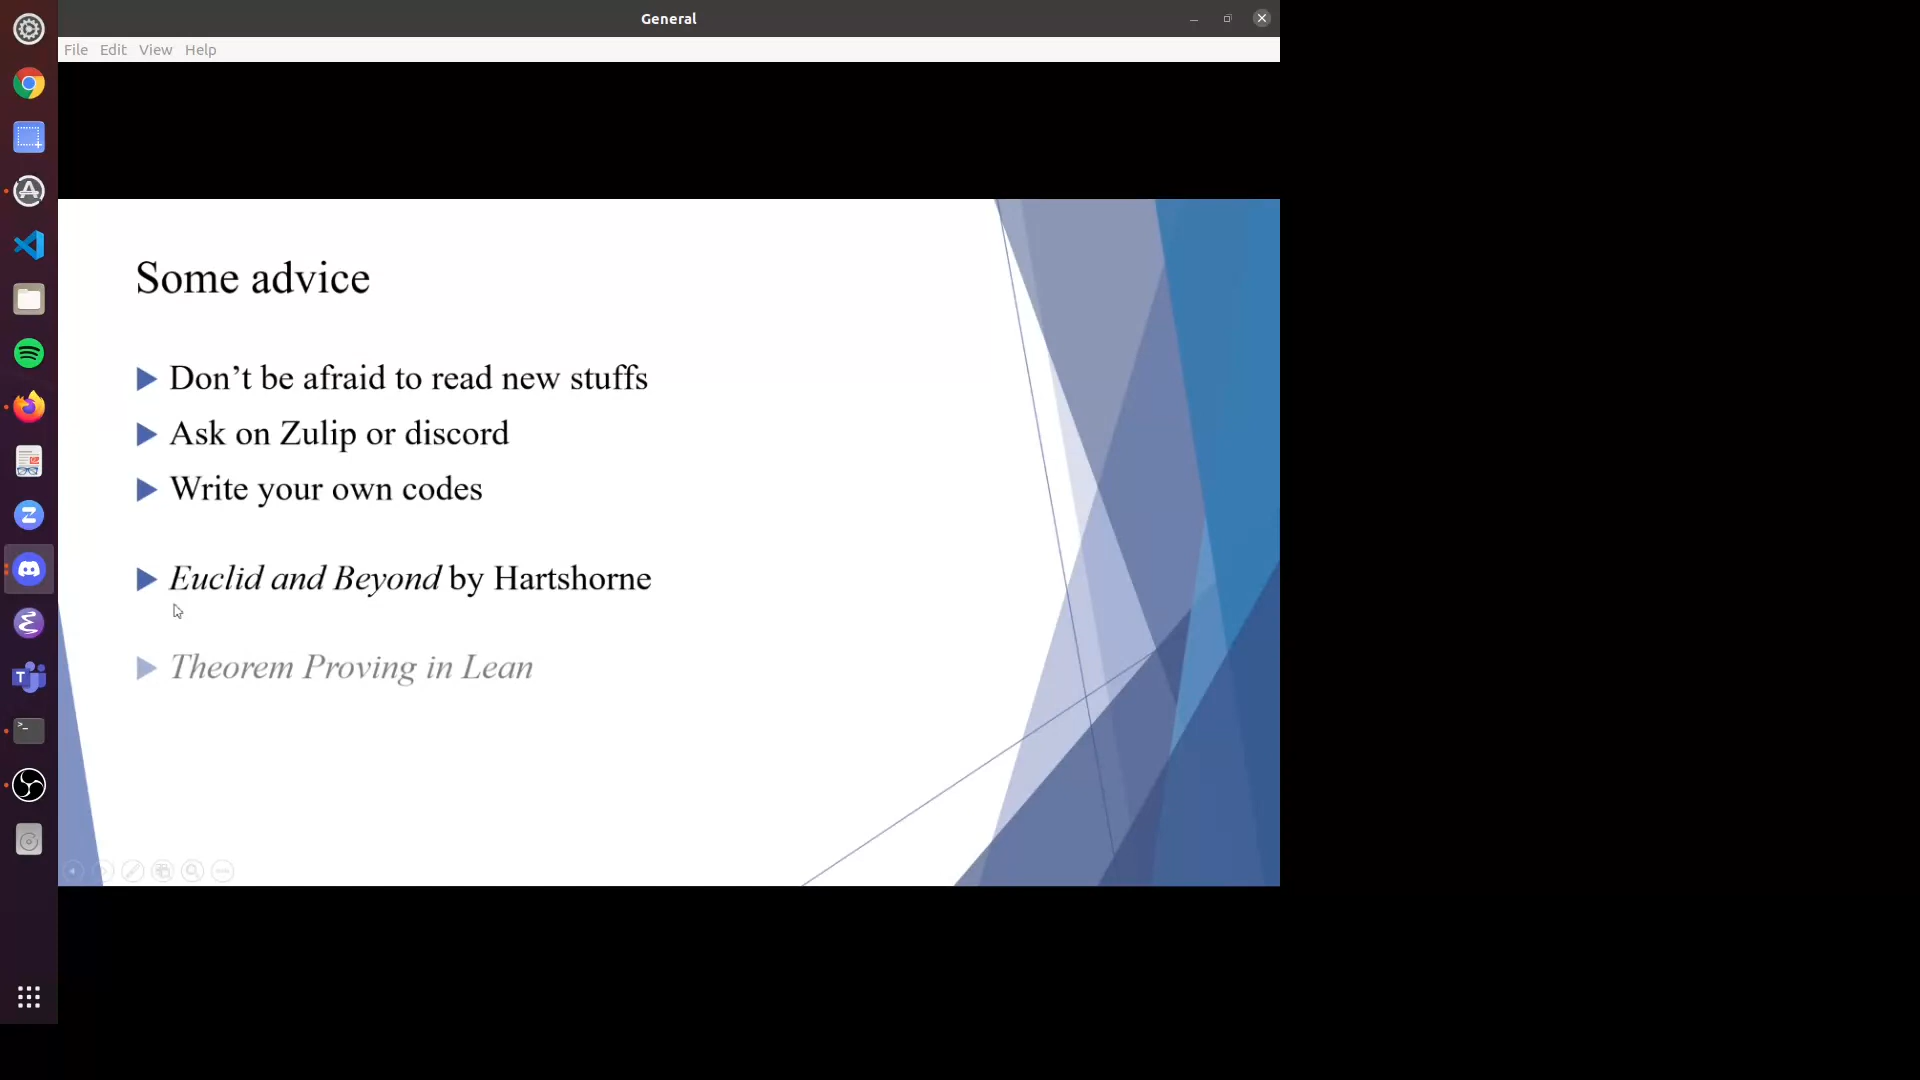 General
File Edit View Help
Some advice
Don’t be afraid to read new stuffs
Ask on Zulip or discord
Write your own codes
Euclid and Beyond by Hartshorne
Theorem Proving in Lean